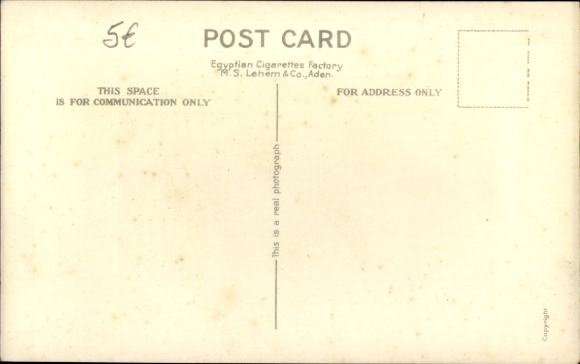 5€
POST CARD
Egyptian Cigarettes Factory
M. S. Lehem & Co., Aden.
THIS SPACE
IS FOR COMMUNICATION ONLY
FOR ADDRESS ONLY
This is a real photograph
Copyright